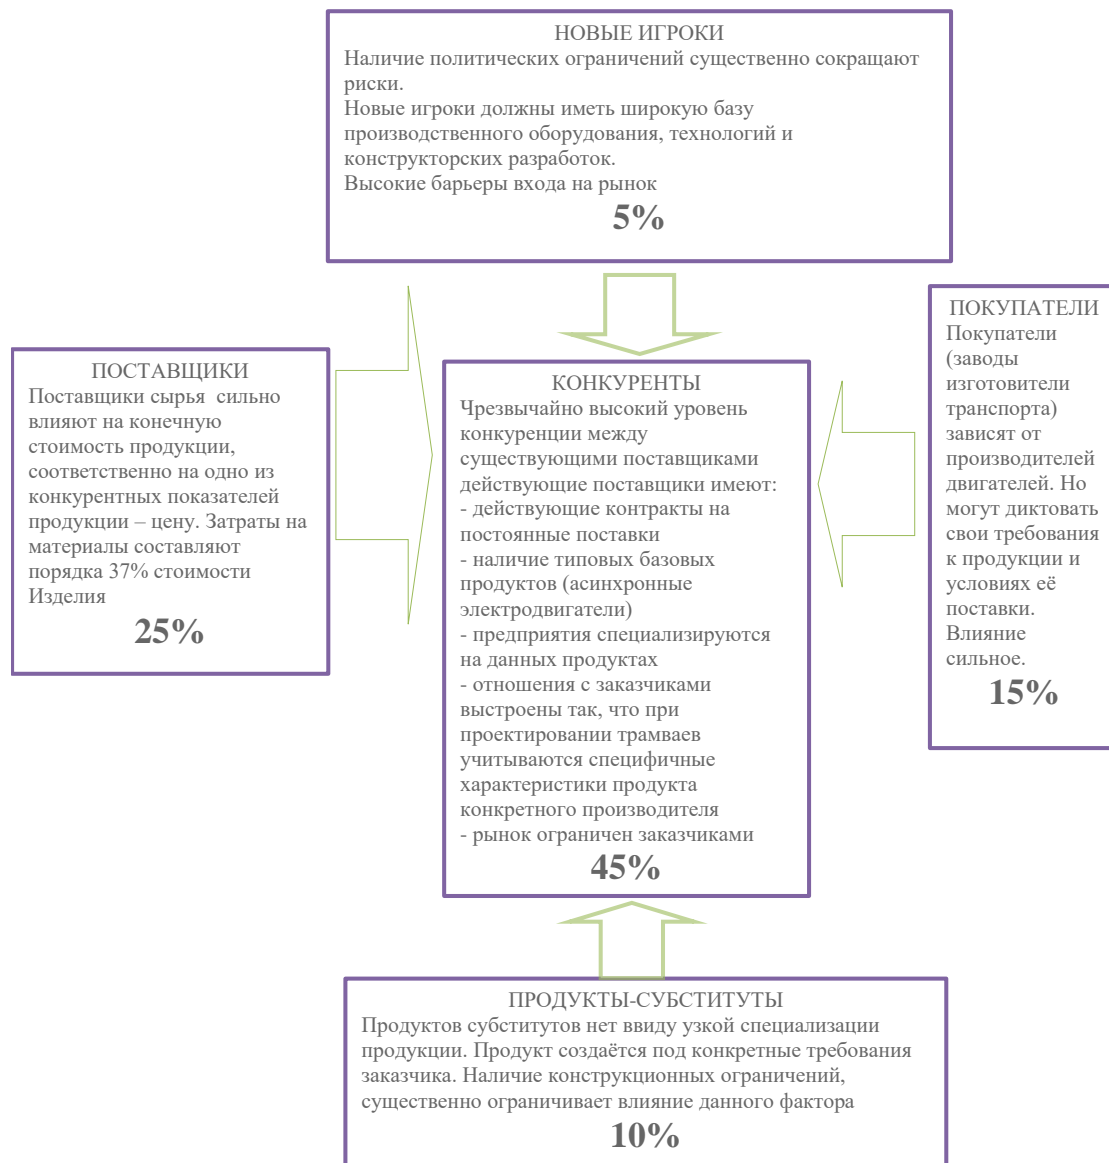 НОВЫЕ ИГРОКИ
Наличие политических ограничений существенно сокращают
риски.
Новые игроки должны иметь широкую базу
производственного оборудования, технологий и
конструкторских разработок.
Высокие барьеры входа на рынок
5%
ПОСТАВЩИКИ
Поставщики сырья сильно
влияют на конечную
стоимость продукции,
соответственно на одно из
конкурентных показателей
продукции – цену. Затраты на
материалы составляют
порядка 37% стоимости
Изделия
25%
КОНКУРЕНТЫ
Чрезвычайно высокий уровень
конкуренции между
существующими поставщиками
действующие поставщики имеют:
- действующие контракты на
постоянные поставки
- наличие типовых базовых
продуктов (асинхронные
электродвигатели)
- предприятия специализируются
на данных продуктах
- отношения с заказчиками
выстроены так, что при
проектировании трамваев
учитываются специфичные
характеристики продукта
конкретного производителя
- рынок ограничен заказчиками
45%
ПОКУПАТЕЛИ
Покупатели
(заводы
изготовители
транспорта)
зависят от
производителей
двигателей. Но
могут диктовать
свои требования
к продукции и
условиях её
поставки.
Влияние
сильное.
15%
ПРОДУКТЫ-СУБСТИТУТЫ
Продуктов субститутов нет ввиду узкой специализации
продукции. Продукт создаётся под конкретные требования
заказчика. Наличие конструкционных ограничений,
существенно ограничивает влияние данного фактора
10%